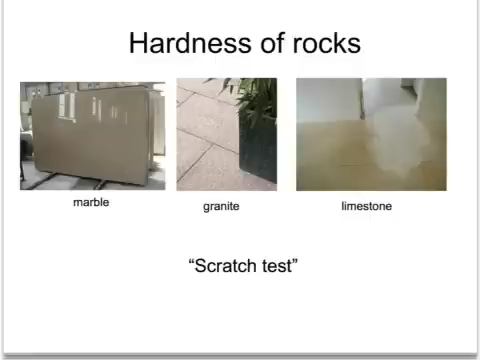 Hardness of rocks
marble
granite
limestone
“Scratch test”